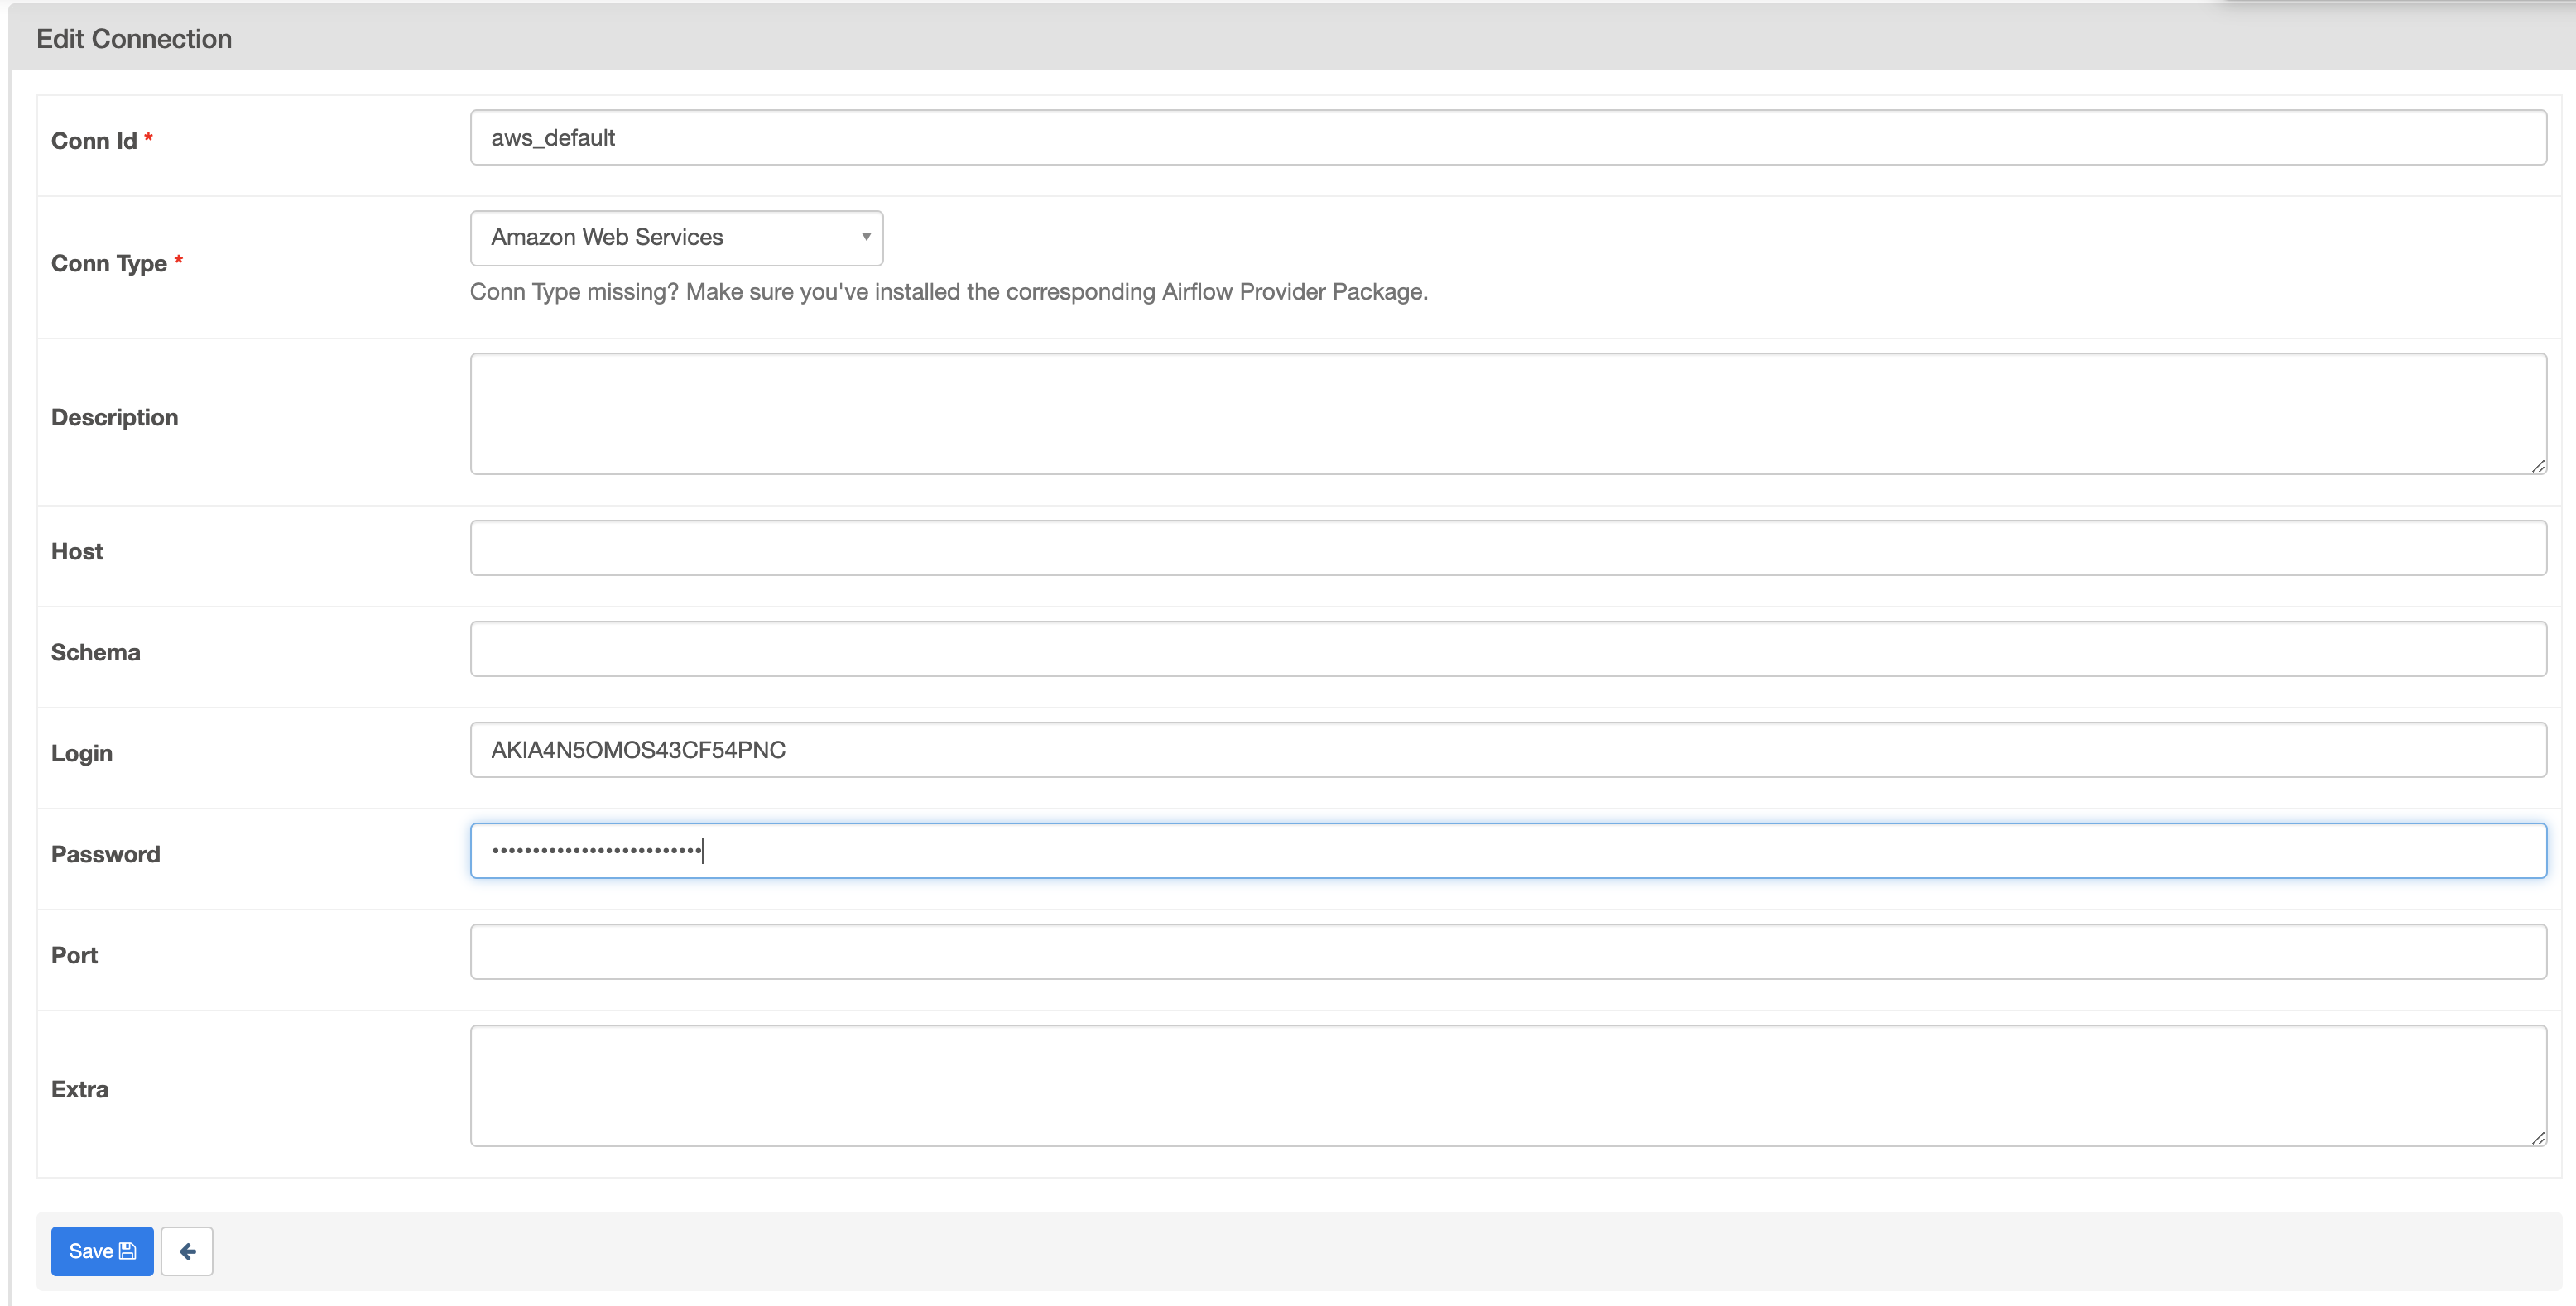 Edit Connection
Conn Id *
aws_default
Conn Type *
Amazon Web Services
Conn Type missing? Make sure you've installed the corresponding Airflow Provider Package.
Description
Host
Schema
Login
AKIA4N5OMOS43CF54PNC
Password
••••••••••••••••••••••••••
Port
Extra
Save